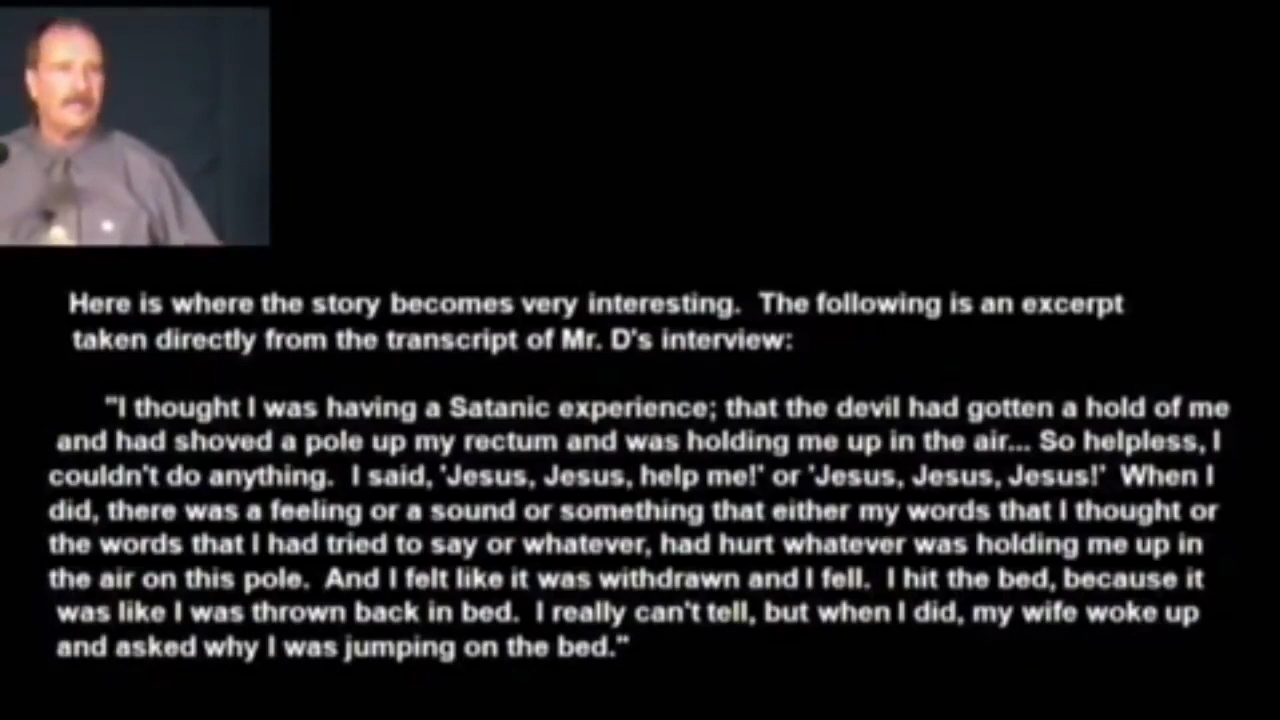 Here is where the story becomes very interesting. The following is an excerpt
taken directly from the transcript of Mr. D's interview:
"I thought I was having a Satanic experience; that the devil had gotten a hold of me
and had shoved a pole up my rectum and was holding me up in the air... So helpless, I
couldn't do anything. I said, 'Jesus, Jesus, help me!' or 'Jesus, Jesus, Jesus!' When I
did, there was a feeling or a sound or something that either my words that I thought or
the words that I had tried to say or whatever, had hurt whatever was holding me up in
the air on this pole. And I felt like it was withdrawn and I fell. I hit the bed, because it
was like I was thrown back in bed. I really can't tell, but when I did, my wife woke up
and asked why I was jumping on the bed."